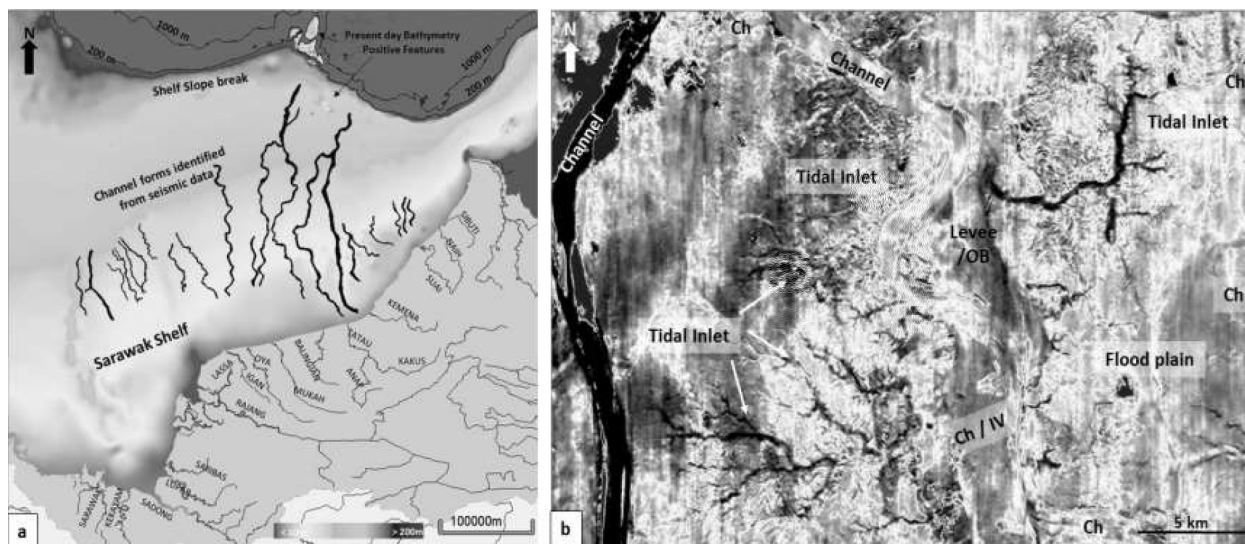 N
1000 m
200 m
Present day Bathymetry
Positive Features
1000 m
200 m
Shelf Slope break
Channel forms identified
from seismic data
Sarawak Shelf
SIBUTI
NIAH
SUAI
KEMENA
TATAU
KAKUS
ANAP
BALINGIAN
MUKAH
OYA
IGAN
LASSA
RAJANG
SARIBAS
LUPAR
SADONG
SARAWAK
> 200m
100000m
a
N
Ch
Channel
Channel
Ch
Tidal Inlet
Tidal Inlet
Levee
/OB
Ch
Tidal Inlet
Flood plain
Ch / IV
Ch
5 km
b